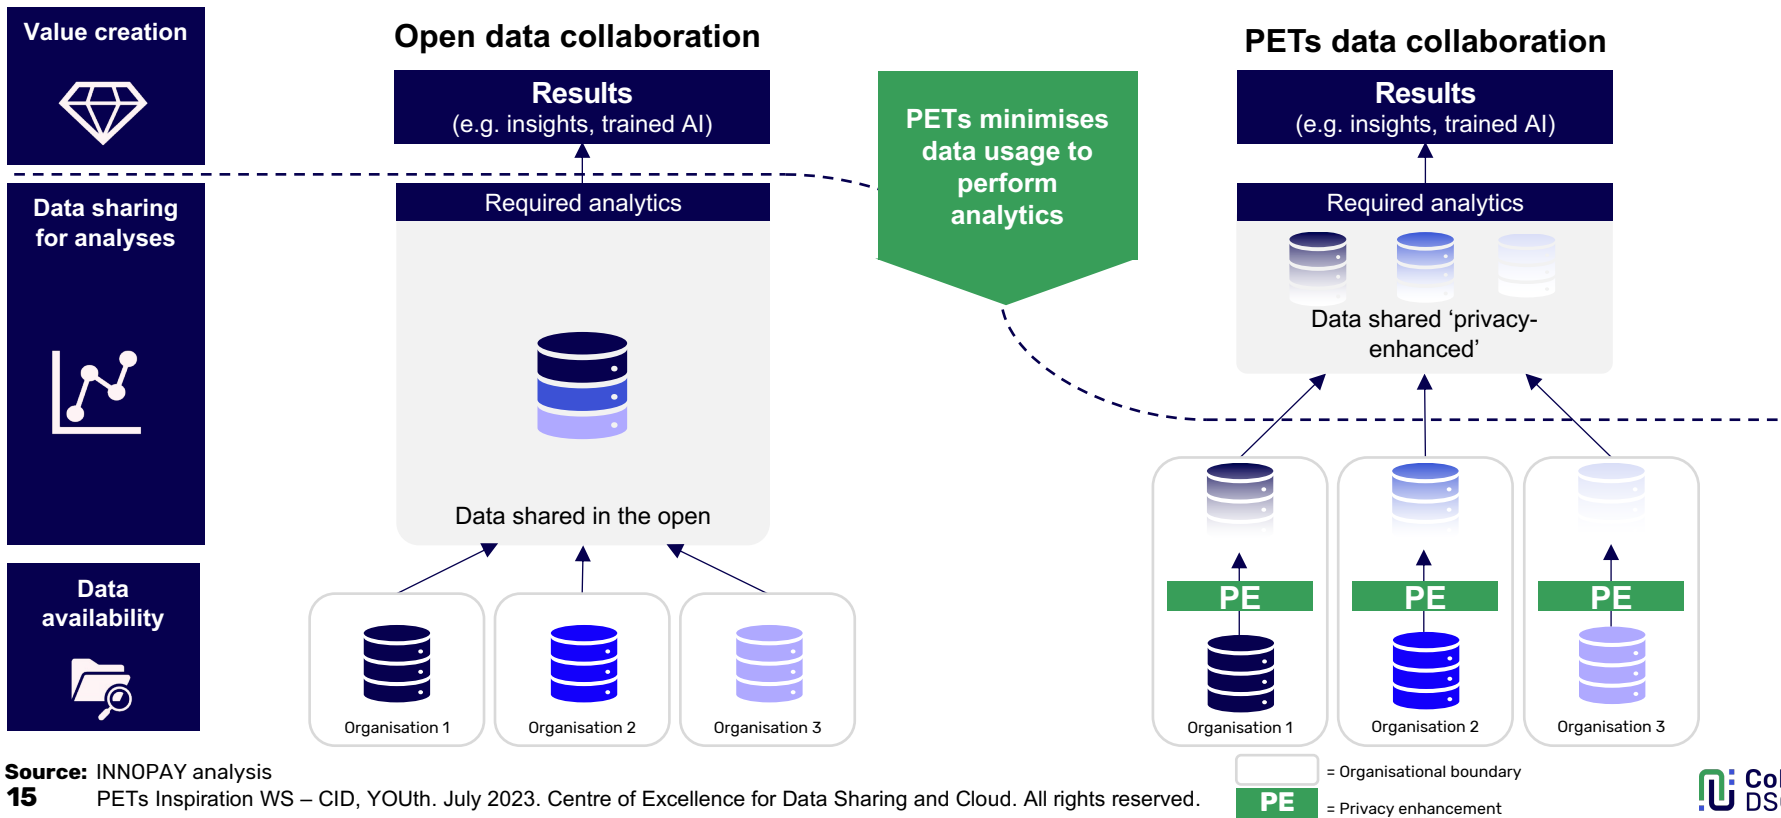 Value creation
Open data collaboration
Results
(e.g. insights, trained AI)
PETs minimises
data usage to
perform
analytics
PETs data collaboration
Results
(e.g. insights, trained AI)
Data sharing
for analyses
Required analytics
Data shared in the open
Required analytics
Data shared ‘privacy-
enhanced’
Data
availability
Organisation 1
Organisation 2
Organisation 3
PE
PE
PE
Organisation 1
Organisation 2
Organisation 3
Source: INNOPAY analysis
15
PETs Inspiration WS – CID, YOUth. July 2023. Centre of Excellence for Data Sharing and Cloud. All rights reserved.
= Organisational boundary
PE = Privacy enhancement